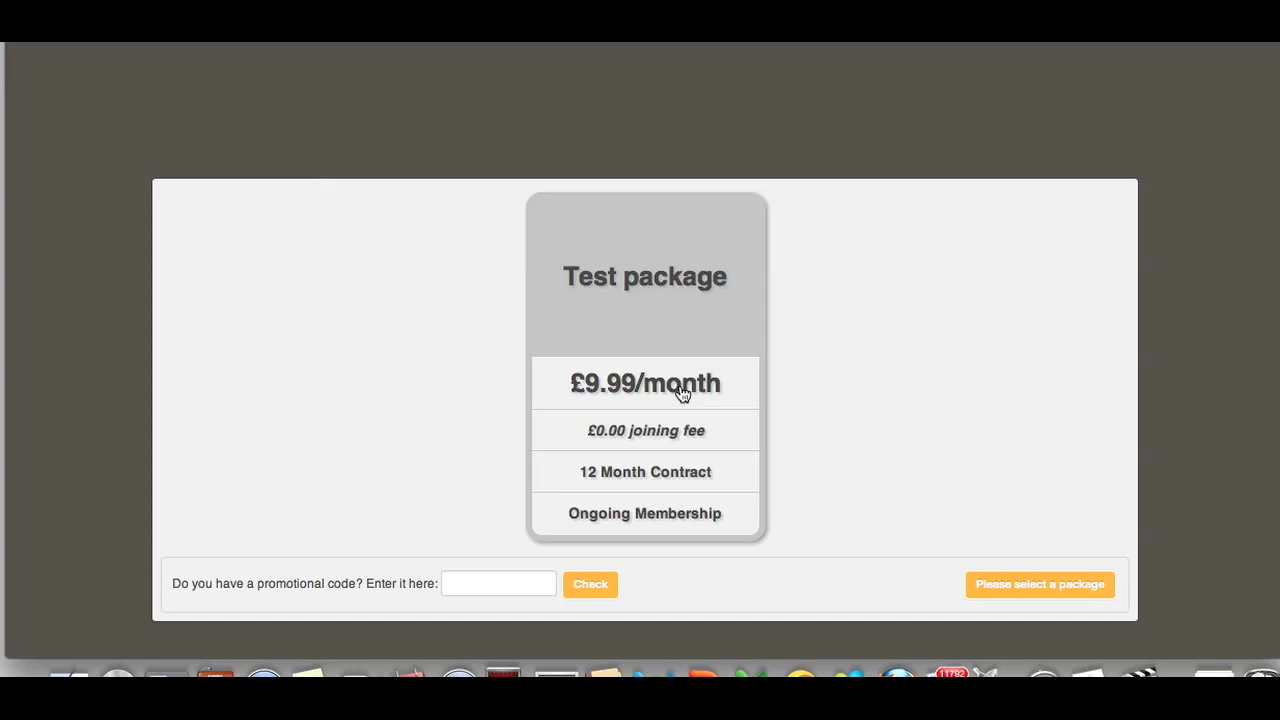 Test package
£9.99/month
£0.00 joining fee
12 Month Contract
Ongoing Membership
Do you have a promotional code? Enter it here:
Check
Please select a package
11792